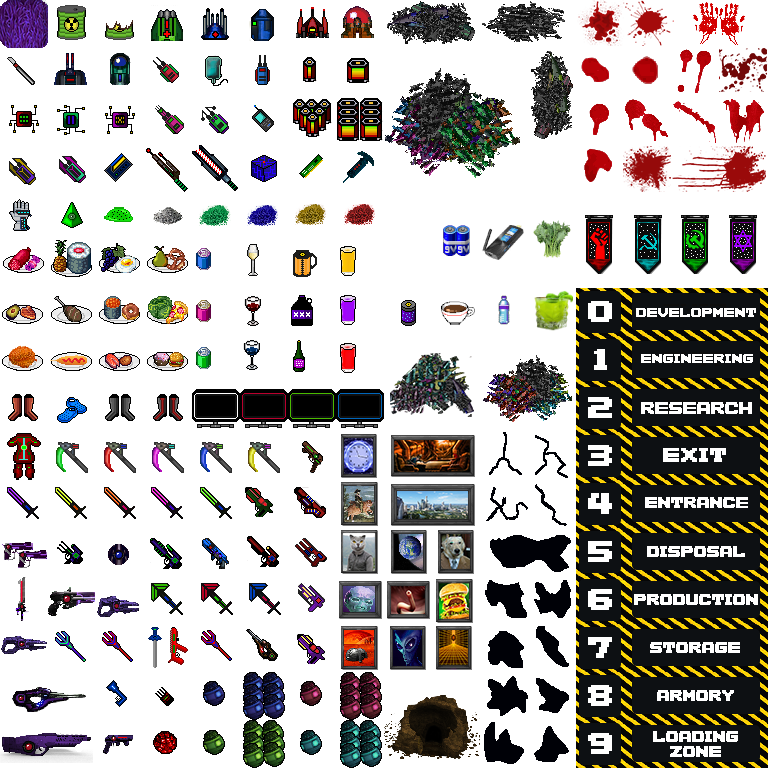 0 DEVELOPMENT
1 ENGINEERING
2 RESEARCH
3 EXIT
4 ENTRANCE
5 DISPOSAL
6 PRODUCTION
7 STORAGE
8 ARMORY
9 LOADING
ZONE